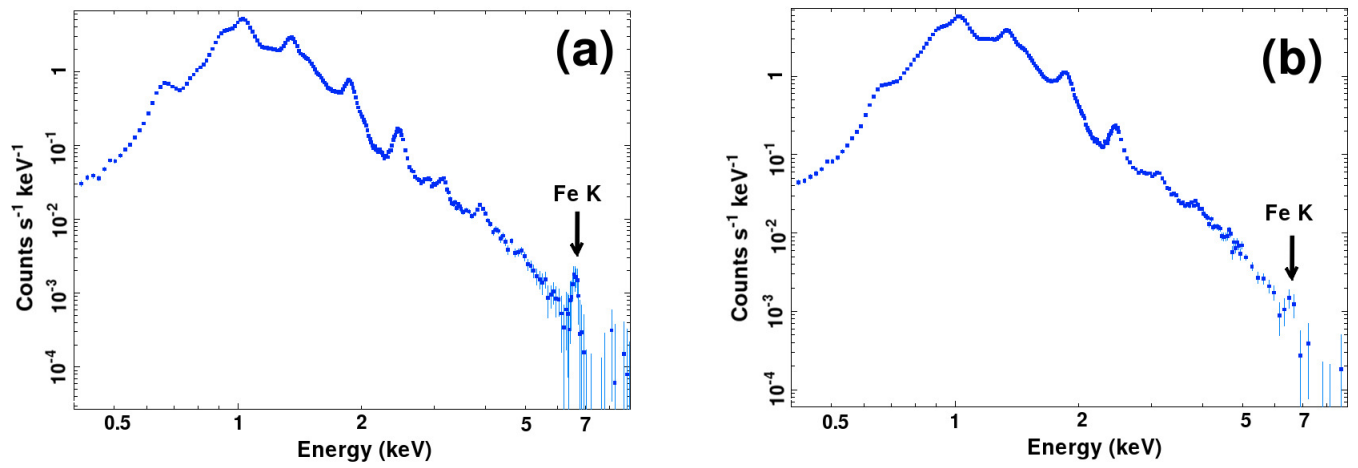 (a)
Counts s⁻¹ keV⁻¹
1
10⁻¹
10⁻²
10⁻³
10⁻⁴
Fe K
0.5 1 2 5 7
Energy (keV)
(b)
Counts s⁻¹ keV⁻¹
1
10⁻¹
10⁻²
10⁻³
10⁻⁴
Fe K
0.5 1 2 5 7
Energy (keV)